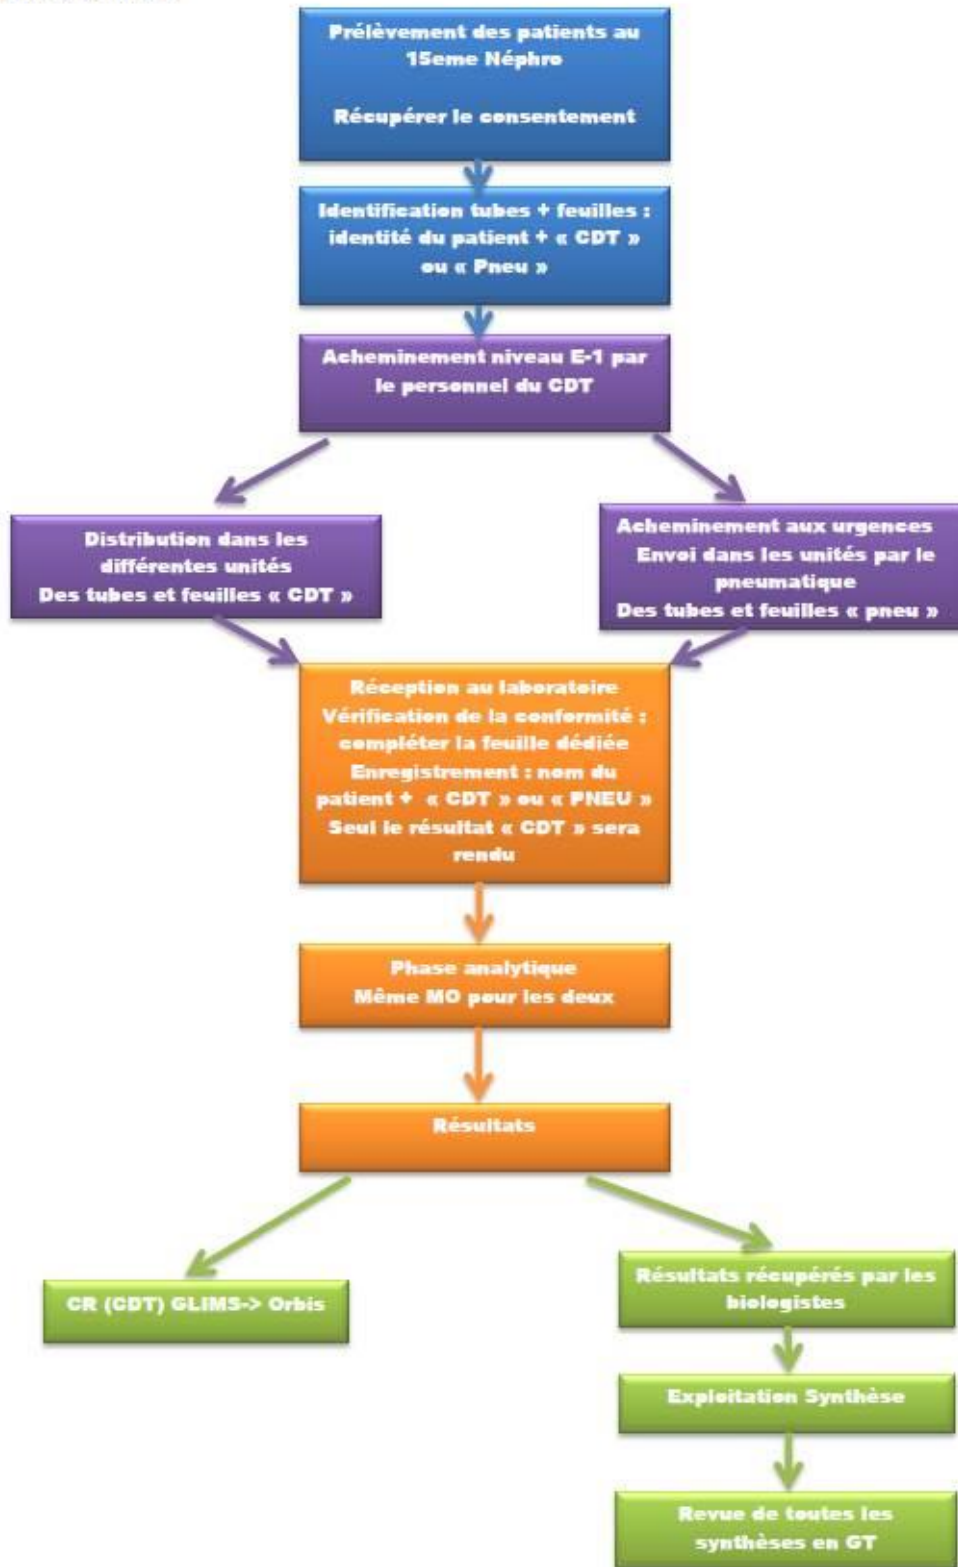 Prélèvement des patients au
15eme Néphro
Récupérer le consentement
Identification tubes + feuilles :
identité du patient + « CDT »
ou « Pneu »
Acheminement niveau E-1 par
le personnel du CDT
Distribution dans les
différentes unités
Des tubes et feuilles « CDT »
Acheminement aux urgences
Envoi dans les unités par le
pneumatique
Des tubes et feuilles « pneu »
Réception au laboratoire
Vérification de la conformité :
compléter la feuille dédiée
Enregistrement : nom du
patient + « CDT » ou « PNEU »
Seul le résultat « CDT » sera
rendu
Phase analytique
Même MO pour les deux
Résultats
CR (CDT) GLIMS-> Orbis
Résultats récupérés par les
biologistes
Exploitation Synthèse
Revue de toutes les
synthèses en GT